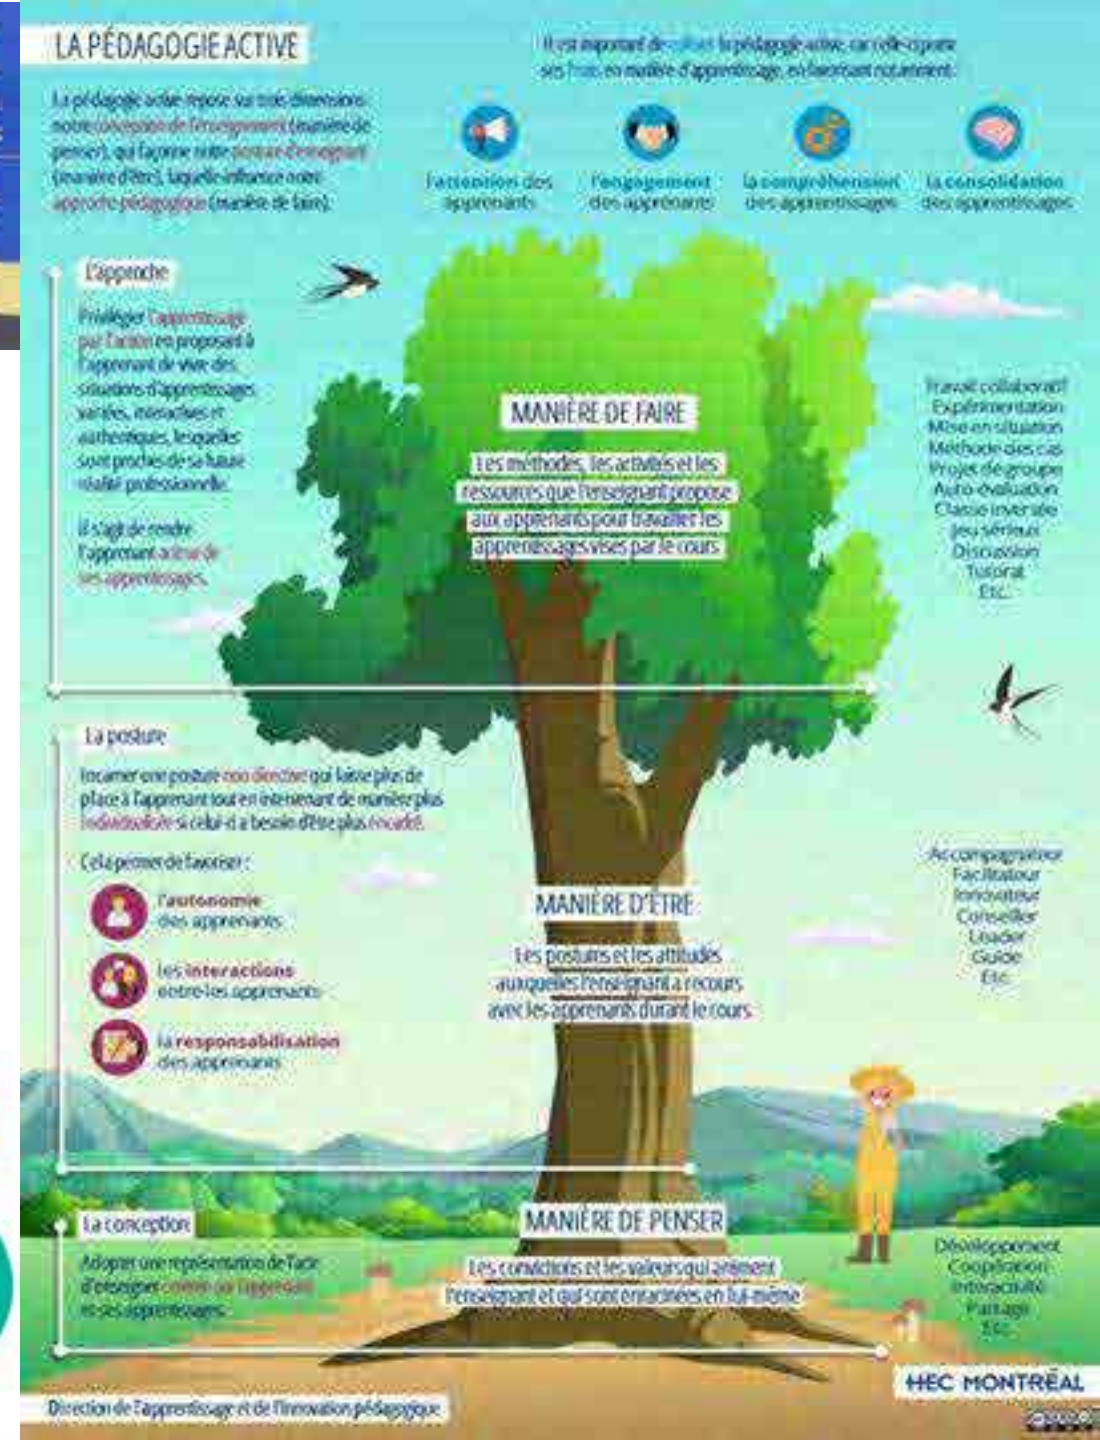 LA PÉDAGOGIE ACTIVE
La pédagogie active repose sur trois dimensions:
notre conception de l'enseignement (manière de
penser), qui façonne notre posture d'enseignant
(manière d'être), laquelle influence notre
approche pédagogique (manière de faire).
Il est important de cultiver la pédagogie active, car celle-ci porte
ses fruits en matière d'apprentissage, en favorisant notamment:
l'attention des
apprenants
l'engagement
des apprenants
la compréhension
des apprentissages
la consolidation
des apprentissages
L'approche
Privilégier l'apprentissage
par l'action en proposant à
l'apprenant de vivre des
situations d'apprentissages
variées, interactives et
authentiques, lesquelles
sont proches de sa future
réalité professionnelle.
Il s'agit de rendre
l'apprenant acteur de
ses apprentissages.
MANIÈRE DE FAIRE
Les méthodes, les activités et les
ressources que l'enseignant propose
aux apprenants pour travailler les
apprentissages visés par le cours
Travail collaboratif
Expérimentation
Mise en situation
Méthode des cas
Projet de groupe
Auto-évaluation
Classe inversée
Jeu sérieux
Discussion
Tutorat
Etc.
La posture
Incarner une posture non directive qui laisse plus de
place à l'apprenant tout en intervenant de manière plus
individualisée si celui-ci a besoin d'être plus encadré.
Cela permet de favoriser :
l'autonomie
des apprenants
les interactions
entre les apprenants
la responsabilisation
des apprenants
MANIÈRE D'ÊTRE
Les postures et les attitudes
auxquelles l'enseignant a recours
avec les apprenants durant le cours
Accompagnateur
Facilitateur
Innovateur
Conseiller
Leader
Guide
Etc.
La conception
Adopter une représentation de l'acte
d'enseigner centrée sur l'apprenant
et ses apprentissages.
MANIÈRE DE PENSER
Les convictions et les valeurs qui animent
l'enseignant et qui sont enracinées en lui-même
Développement
Coopération
Interactivité
Partage
Etc.
HEC MONTRÉAL
Direction de l'apprentissage et de l'innovation pédagogique